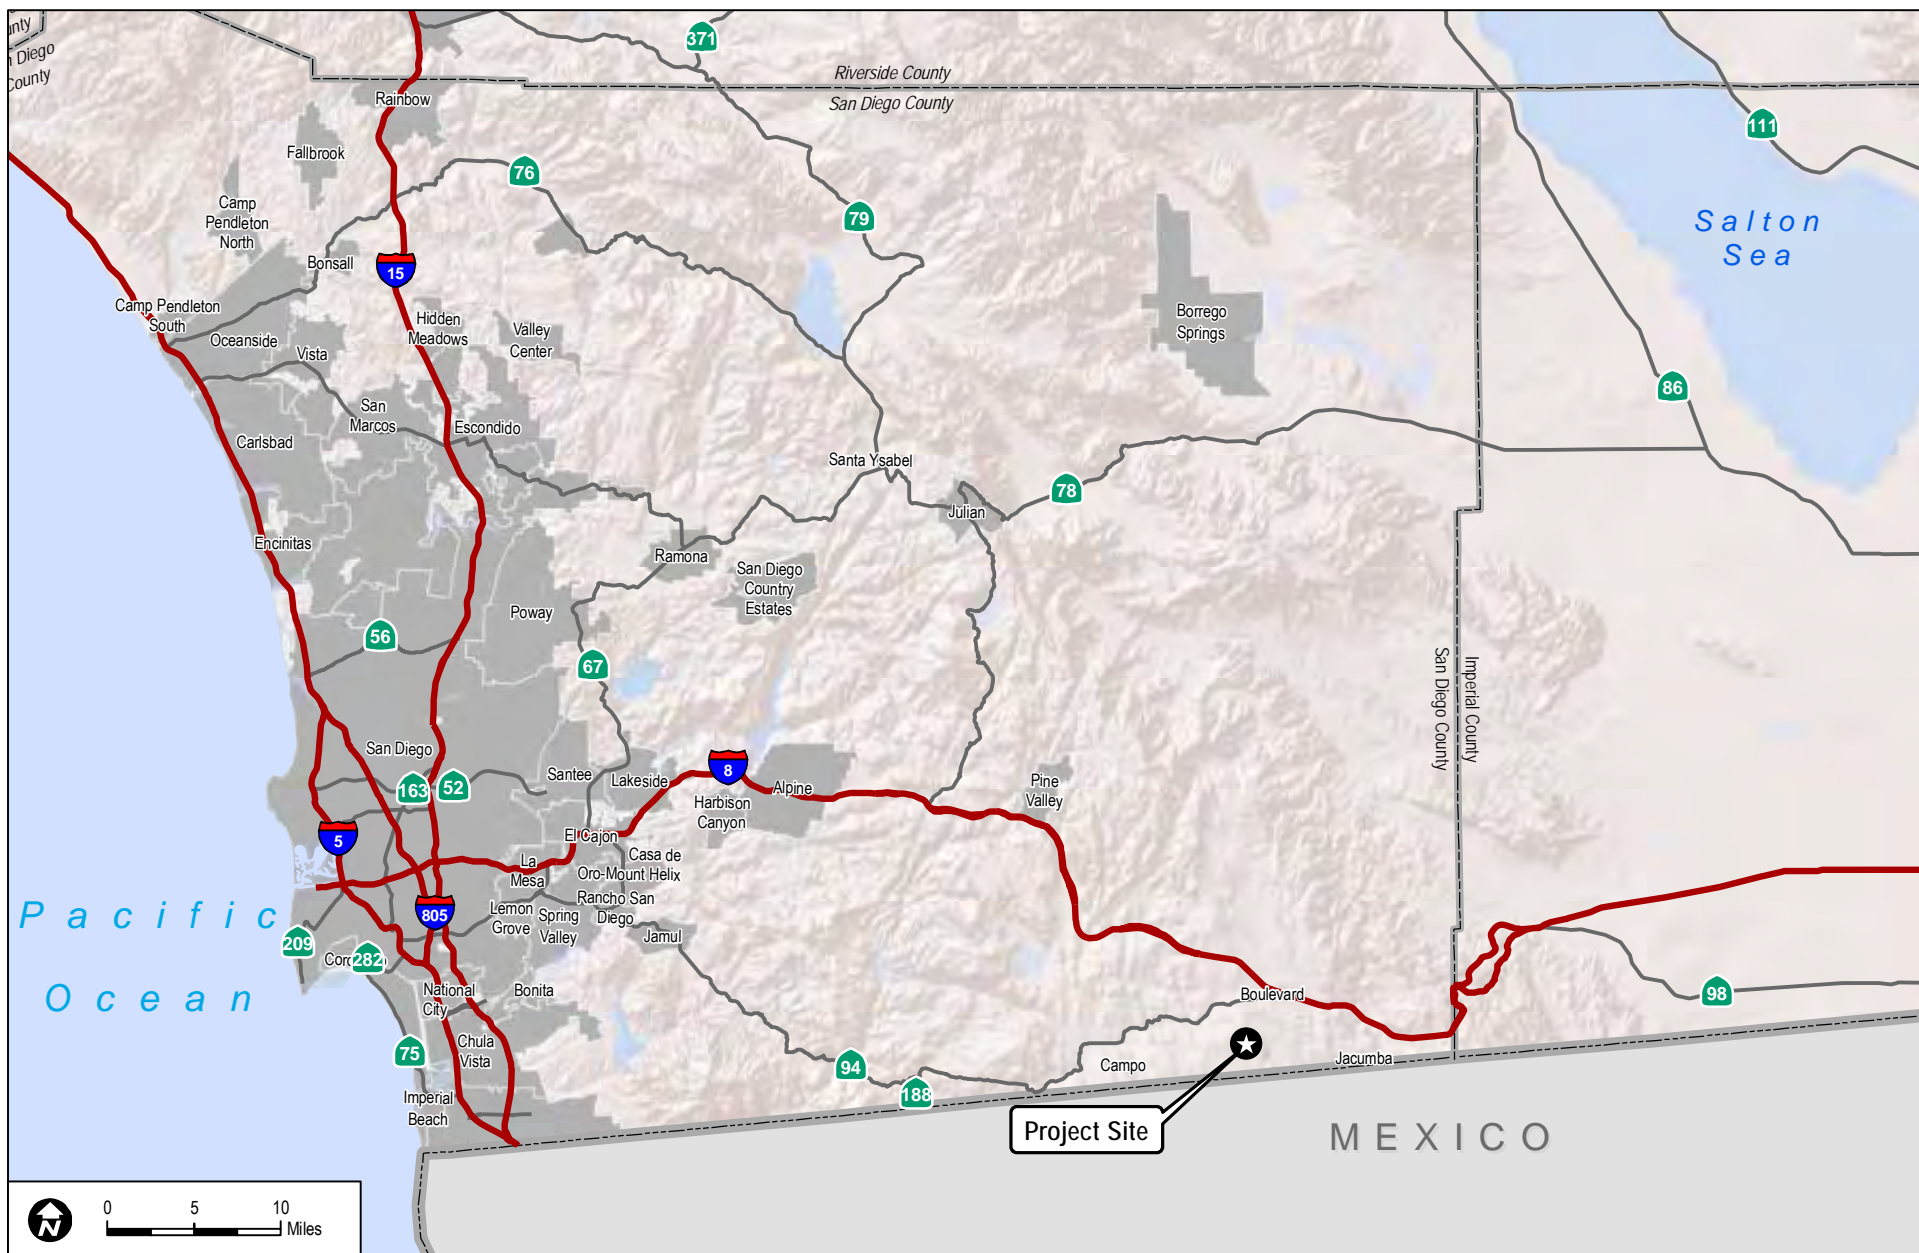 unty
n Diego
County
371
Riverside County
San Diego County
Rainbow
111
Fallbrook
76
Camp
Pendleton
North
79
Salton
Sea
Bonsall
15
Camp Pendleton
South
Oceanside
Vista
Hidden
Meadows
Valley
Center
Borrego
Springs
86
San
Marcos
Carlsbad
Escondido
Santa Ysabel
78
Julian
Encinitas
Ramona
San Diego
Country
Estates
Poway
56
67
San Diego County
Imperial County
San Diego
163
52
Santee
Lakeside
8
Alpine
Harbison
Canyon
Pine
Valley
5
El Cajon
La
Mesa
Casa de
Oro-Mount Helix
Rancho San
Diego
805
Lemon
Grove
Spring
Valley
Jamul
Pacific
Ocean
209
282
National
City
Bonita
Boulevard
98
75
Chula
Vista
94
188
Campo
Jacumba
Imperial
Beach
Project Site
MEXICO
N
0 5 10
Miles